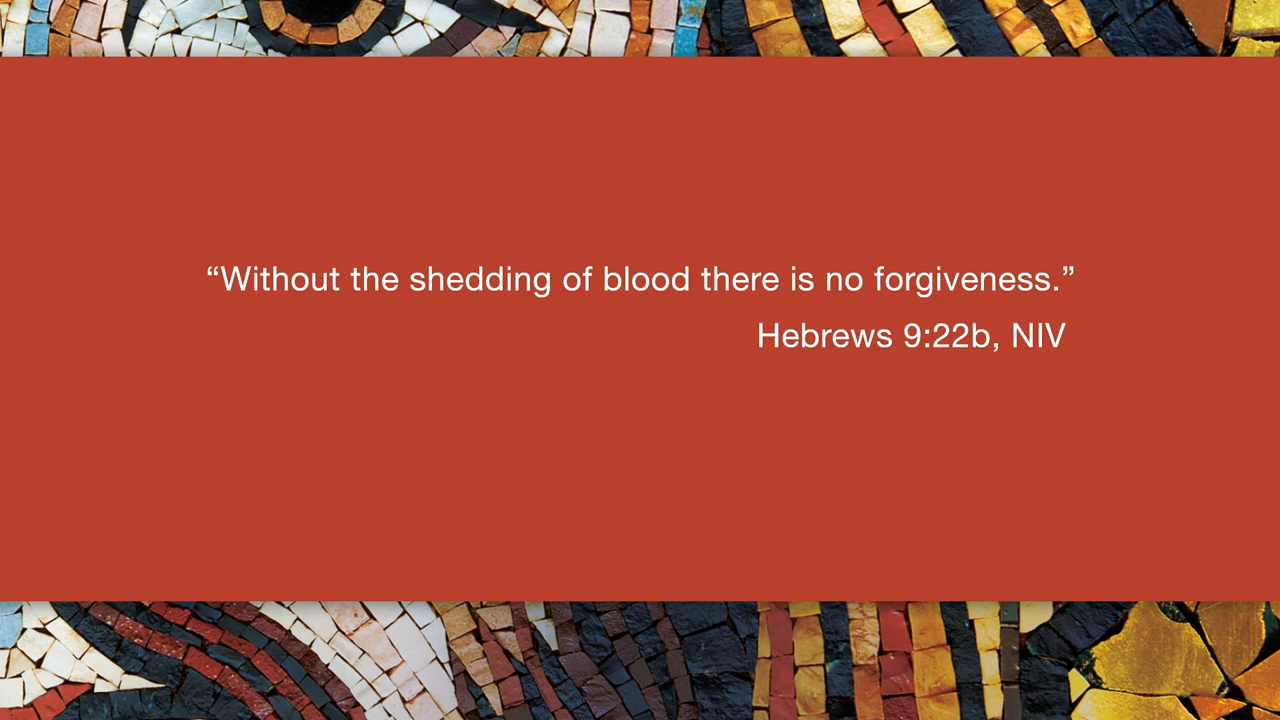 “Without the shedding of blood there is no forgiveness.”
Hebrews 9:22b, NIV